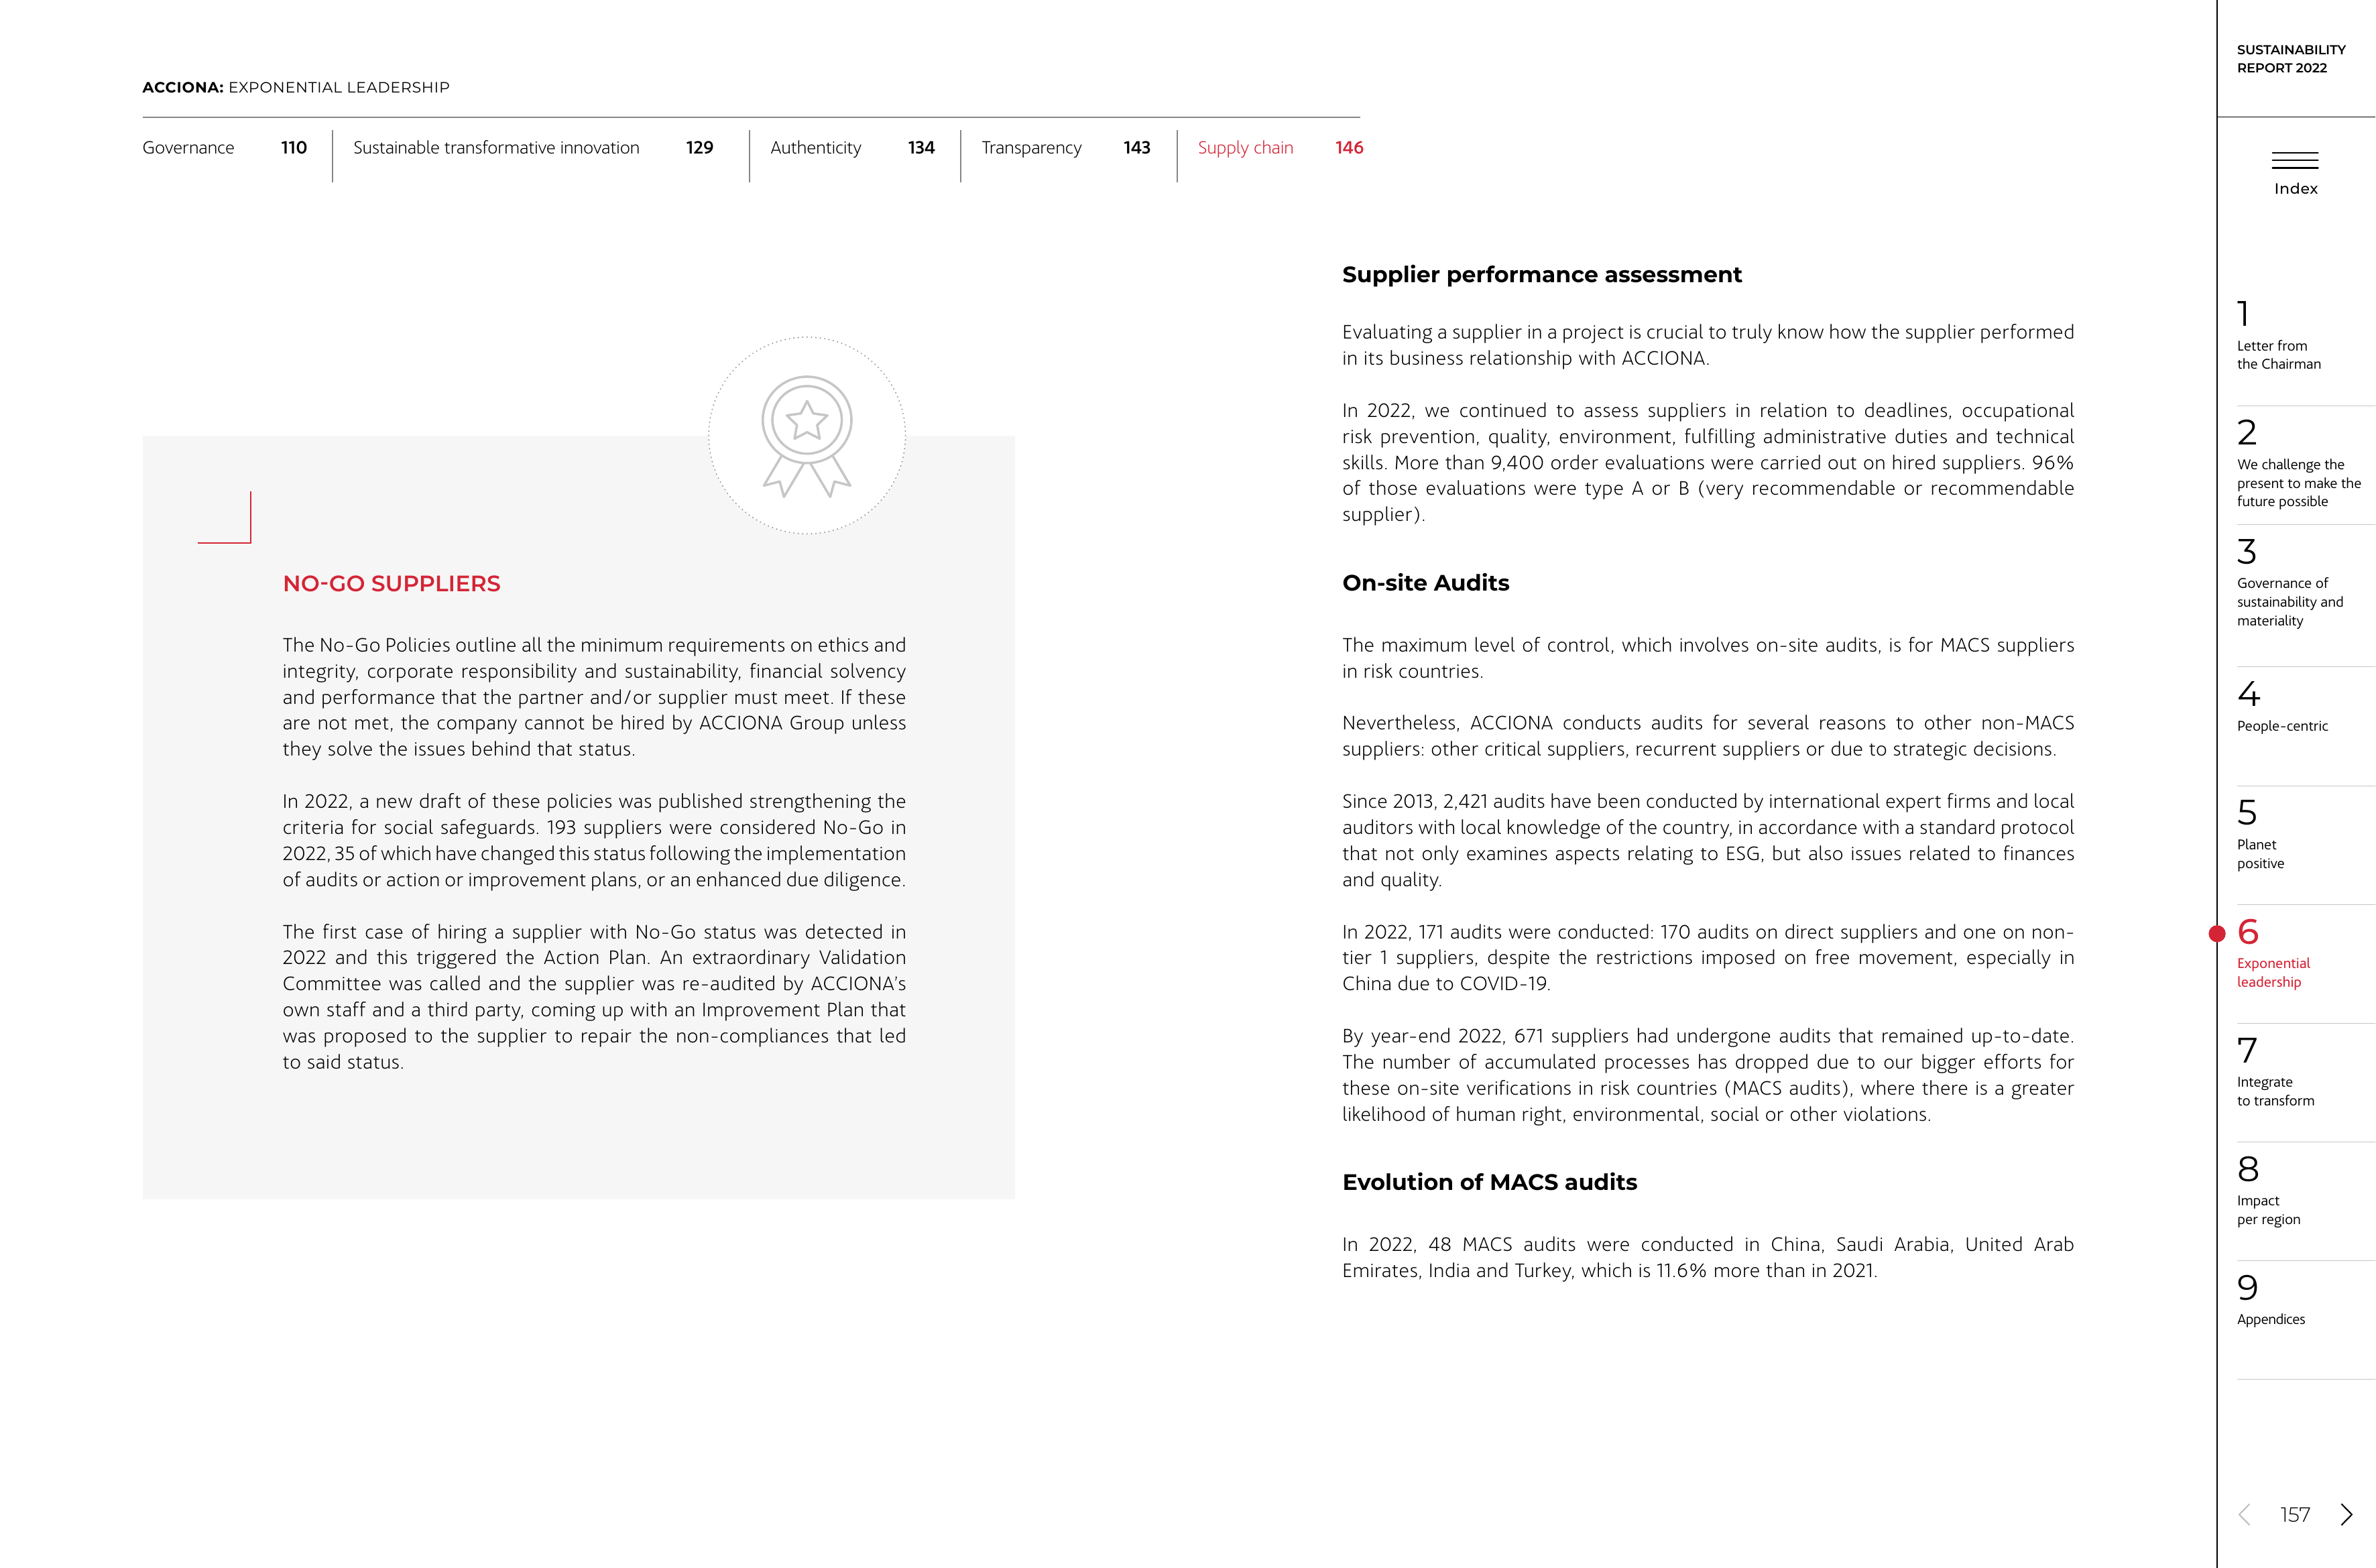 ACCIONA: EXPONENTIAL LEADERSHIP
Governance 110
Sustainable transformative innovation 129
Authenticity 134
Transparency 143
Supply chain 146
NO-GO SUPPLIERS
The No-Go Policies outline all the minimum requirements on ethics and
integrity, corporate responsibility and sustainability, financial solvency
and performance that the partner and/or supplier must meet. If these
are not met, the company cannot be hired by ACCIONA Group unless
they solve the issues behind that status.
In 2022, a new draft of these policies was published strengthening the
criteria for social safeguards. 193 suppliers were considered No-Go in
2022, 35 of which have changed this status following the implementation
of audits or action or improvement plans, or an enhanced due diligence.
The first case of hiring a supplier with No-Go status was detected in
2022 and this triggered the Action Plan. An extraordinary Validation
Committee was called and the supplier was re-audited by ACCIONA's
own staff and a third party, coming up with an Improvement Plan that
was proposed to the supplier to repair the non-compliances that led
to said status.
Supplier performance assessment
Evaluating a supplier in a project is crucial to truly know how the supplier performed
in its business relationship with ACCIONA.
In 2022, we continued to assess suppliers in relation to deadlines, occupational
risk prevention, quality, environment, fulfilling administrative duties and technical
skills. More than 9,400 order evaluations were carried out on hired suppliers. 96%
of those evaluations were type A or B (very recommendable or recommendable
supplier).
On-site Audits
The maximum level of control, which involves on-site audits, is for MACS suppliers
in risk countries.
Nevertheless, ACCIONA conducts audits for several reasons to other non-MACS
suppliers: other critical suppliers, recurrent suppliers or due to strategic decisions.
Since 2013, 2,421 audits have been conducted by international expert firms and local
auditors with local knowledge of the country, in accordance with a standard protocol
that not only examines aspects relating to ESG, but also issues related to finances
and quality.
In 2022, 171 audits were conducted: 170 audits on direct suppliers and one on non-
tier 1 suppliers, despite the restrictions imposed on free movement, especially in
China due to COVID-19.
By year-end 2022, 671 suppliers had undergone audits that remained up-to-date.
The number of accumulated processes has dropped due to our bigger efforts for
these on-site verifications in risk countries (MACS audits), where there is a greater
likelihood of human right, environmental, social or other violations.
Evolution of MACS audits
In 2022, 48 MACS audits were conducted in China, Saudi Arabia, United Arab
Emirates, India and Turkey, which is 11.6% more than in 2021.
SUSTAINABILITY
REPORT 2022
Index
1
Letter from
the Chairman
2
We challenge the
present to make the
future possible
3
Governance of
sustainability and
materiality
4
People-centric
5
Planet
positive
6
Exponential
leadership
7
Integrate
to transform
8
Impact
per region
9
Appendices
157